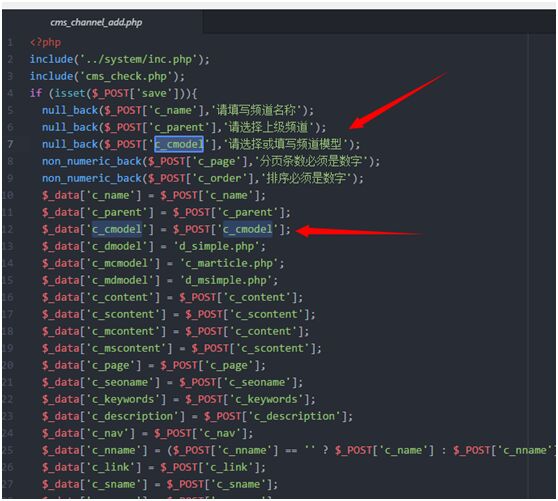 cms_channel_add.php
1 <?php
2 include('../system/inc.php');
3 include('cms_check.php');
4 if (isset($_POST['save'])){
5 null_back($_POST['c_name'],'请填写频道名称');
6 null_back($_POST['c_parent'],'请选择上级频道');
7 null_back($_POST['c_cmodel'],'请选择或填写频道模型');
8 non_numeric_back($_POST['c_page'],'分页条数必须是数字');
9 non_numeric_back($_POST['c_order'],'排序必须是数字');
10 $_data['c_name'] = $_POST['c_name'];
11 $_data['c_parent'] = $_POST['c_parent'];
12 $_data['c_cmodel'] = $_POST['c_cmodel'];
13 $_data['c_dmodel'] = 'd_simple.php';
14 $_data['c_mcmodel'] = 'c_marticle.php';
15 $_data['c_mdmodel'] = 'd_msimple.php';
16 $_data['c_content'] = $_POST['c_content'];
17 $_data['c_scontent'] = $_POST['c_scontent'];
18 $_data['c_mcontent'] = $_POST['c_content'];
19 $_data['c_mscontent'] = $_POST['c_scontent'];
20 $_data['c_page'] = $_POST['c_page'];
21 $_data['c_seoname'] = $_POST['c_seoname'];
22 $_data['c_keywords'] = $_POST['c_keywords'];
23 $_data['c_description'] = $_POST['c_description'];
24 $_data['c_nav'] = $_POST['c_nav'];
25 $_data['c_nname'] = ($_POST['c_nname'] == '' ? $_POST['c_name'] : $_POST['c_nname']
26 $_data['c_link'] = $_POST['c_link'];
27 $_data['c_sname'] = $_POST['c_sname'];